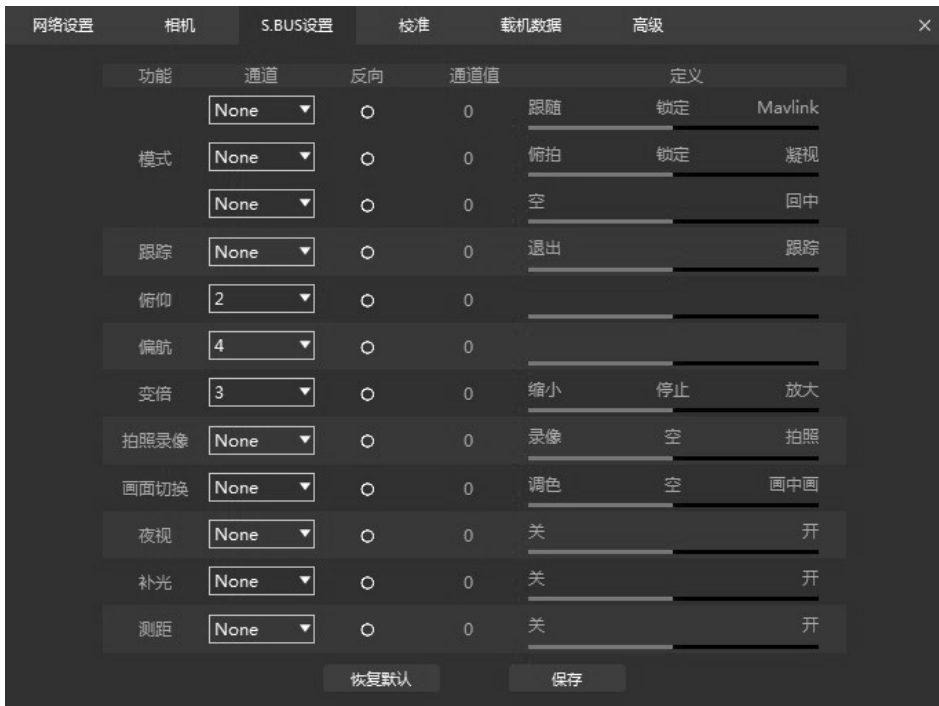 网络设置 相机 S.BUS设置 校准 载机数据 高级 ×
功能 通道 反向 通道值 定义
None 0 跟随 锁定 Mavlink
模式 None 0 俯拍 锁定 凝视
None 0 空 回中
跟踪 None 0 退出 跟踪
俯仰 2 0
偏航 4 0
变倍 3 0 缩小 停止 放大
拍照录像 None 0 录像 空 拍照
画面切换 None 0 调色 空 画中画
夜视 None 0 关 开
补光 None 0 关 开
测距 None 0 关 开
恢复默认 保存